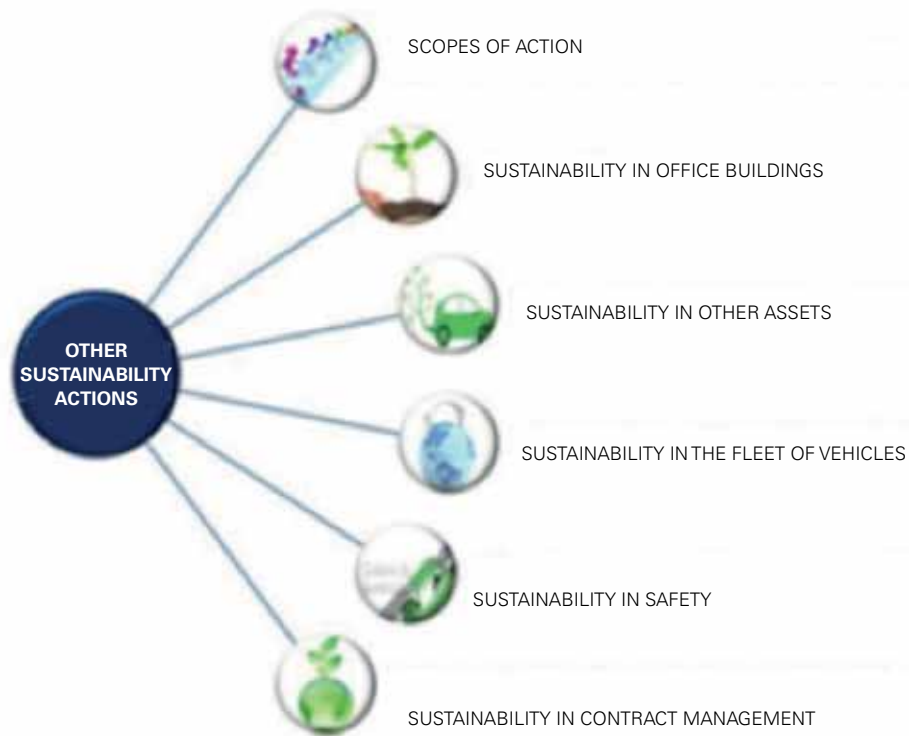 SCOPES OF ACTION
SUSTAINABILITY IN OFFICE BUILDINGS
SUSTAINABILITY IN OTHER ASSETS
OTHER
SUSTAINABILITY
ACTIONS
SUSTAINABILITY IN THE FLEET OF VEHICLES
SUSTAINABILITY IN SAFETY
SUSTAINABILITY IN CONTRACT MANAGEMENT